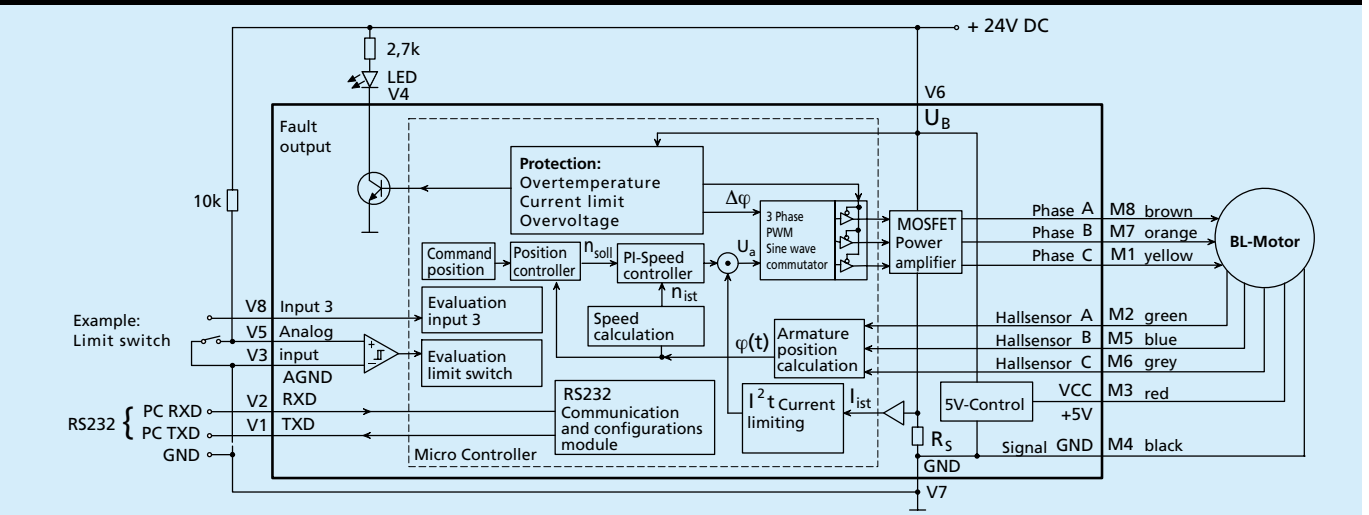 + 24V DC
2,7k
LED
V4
V6
U_B
Fault
output
10k
Protection:
Overtemperature
Current limit
Overvoltage
Δφ
3 Phase
PWM
Sine wave
commutator
MOSFET
Power
amplifier
Phase A M8 brown
Phase B M7 orange
Phase C M1 yellow
BL-Motor
Command
position
Position
controller
n_soll
PI-Speed
controller
U_a
n_ist
Example:
Limit switch
V8 Input 3
V5 Analog
V3 input
AGND
Evaluation
input 3
Evaluation
limit switch
Speed
calculation
φ(t)
Armature
position
calculation
Hallsensor A M2 green
Hallsensor B M5 blue
Hallsensor C M6 grey
RS232 {
PC RXD V2 RXD
PC TXD V1 TXD
GND
RS232
Communication
and configurations
module
Micro Controller
I²t Current
limiting
I_ist
5V-Control
VCC M3 red
+5V
R_S
Signal GND M4 black
GND
V7